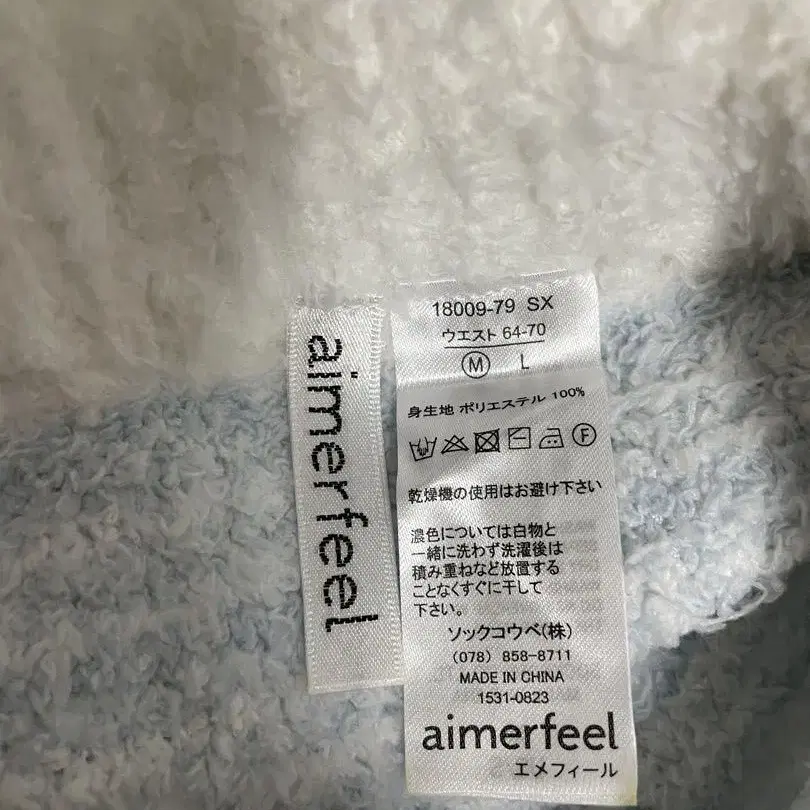 aimerfeel
18009-79 SX
ウエスト 64-70
M L
身生地 ポリエステル 100%
F
乾燥機の使用はお避け下さい
濃色については白物と
一緒に洗わず洗濯後は
積み重ねなど放置する
ことなくすぐに干して
下さい。
ソックコウベ(株)
(078) 858-8711
MADE IN CHINA
1531-0823
aimerfeel
エメフィール